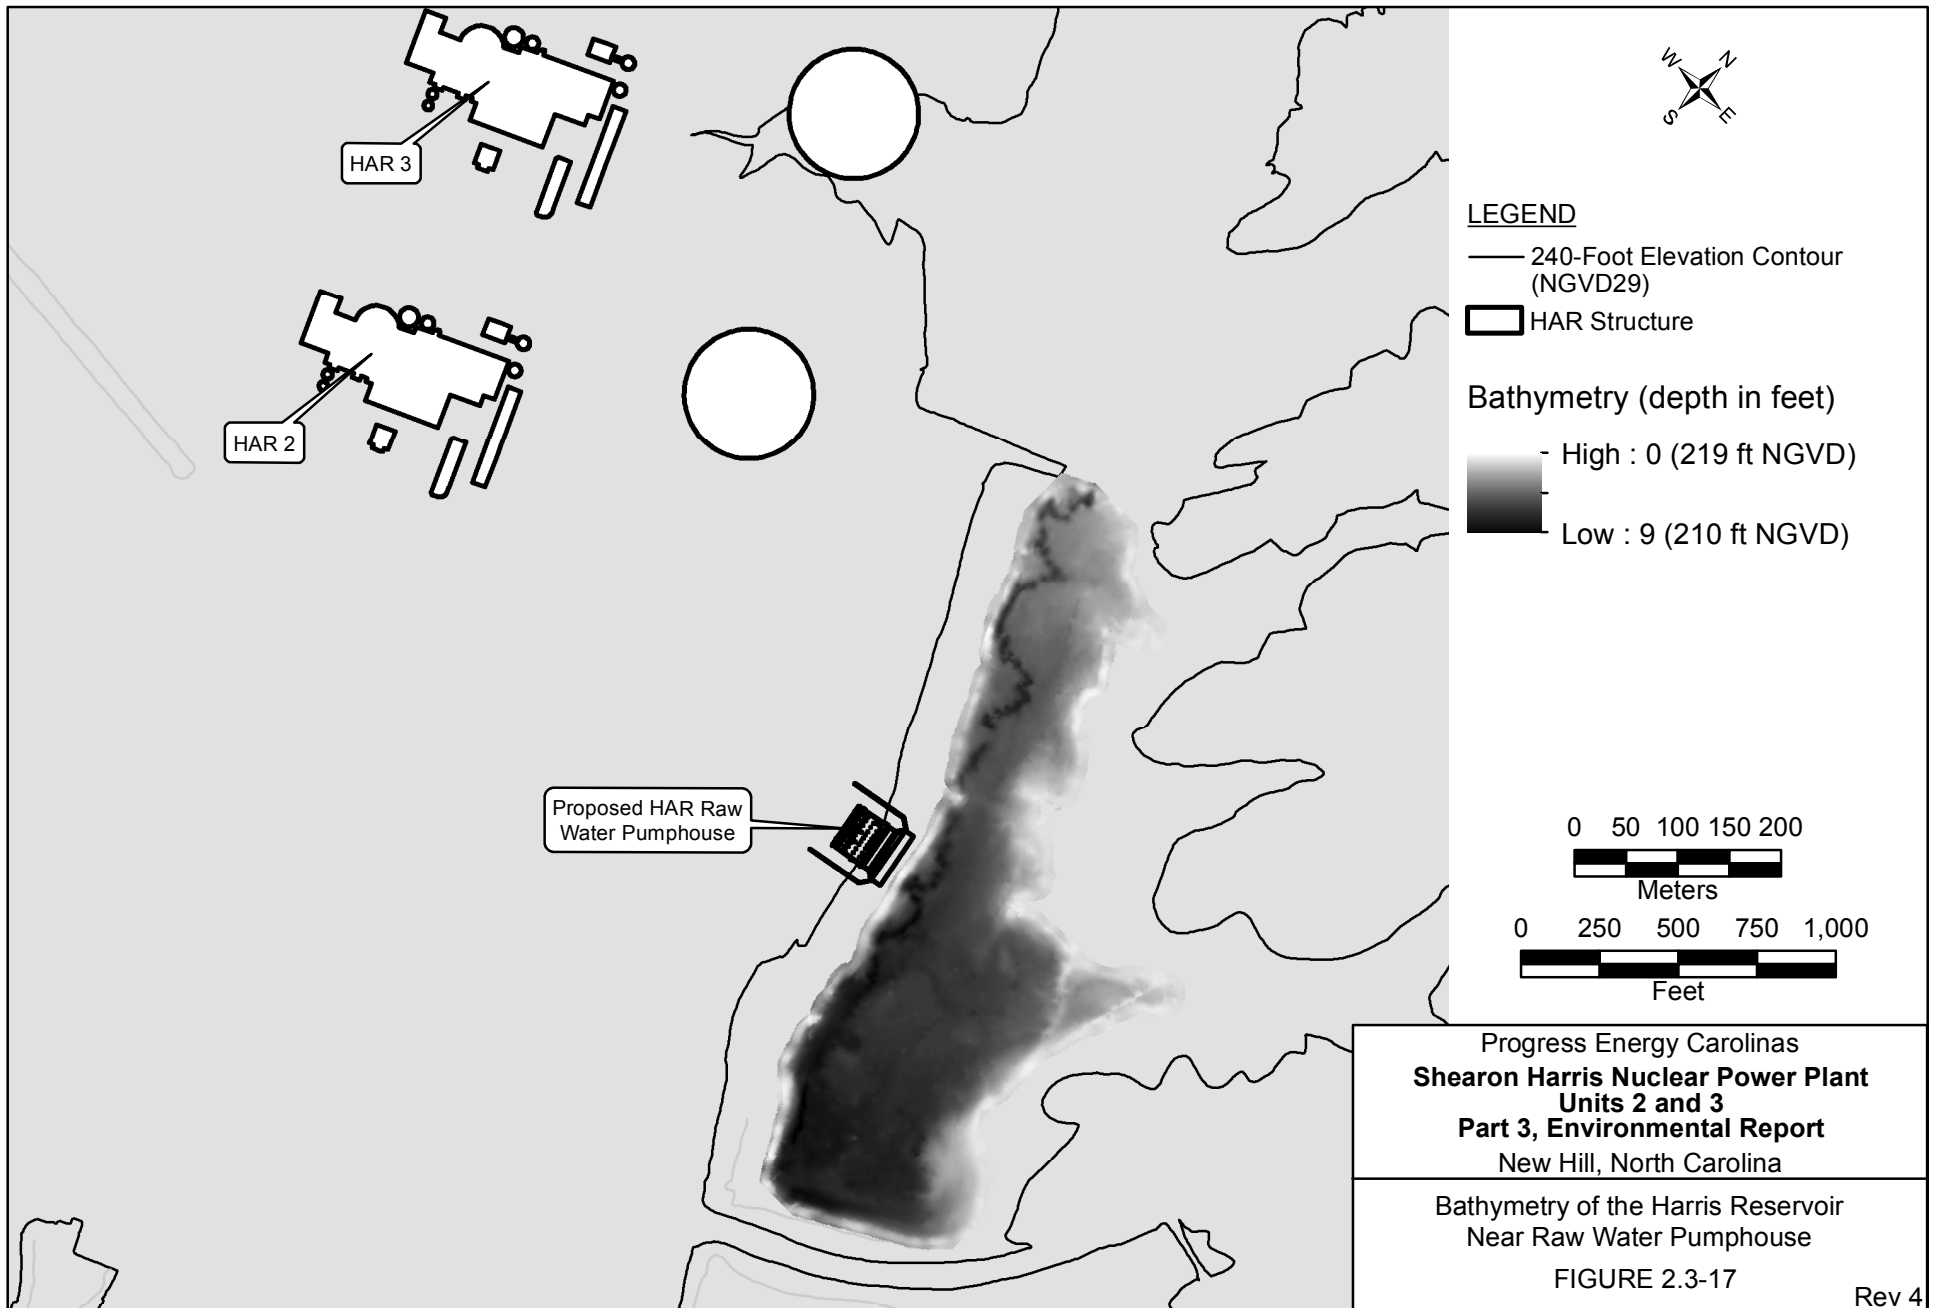 HAR 3
HAR 2
Proposed HAR Raw
Water Pumphouse
W
N
S
E
LEGEND
240-Foot Elevation Contour
(NGVD29)
HAR Structure
Bathymetry (depth in feet)
High : 0 (219 ft NGVD)
Low : 9 (210 ft NGVD)
0 50 100 150 200
Meters
0 250 500 750 1,000
Feet
Progress Energy Carolinas
Shearon Harris Nuclear Power Plant
Units 2 and 3
Part 3, Environmental Report
New Hill, North Carolina
Bathymetry of the Harris Reservoir
Near Raw Water Pumphouse
FIGURE 2.3-17
Rev 4